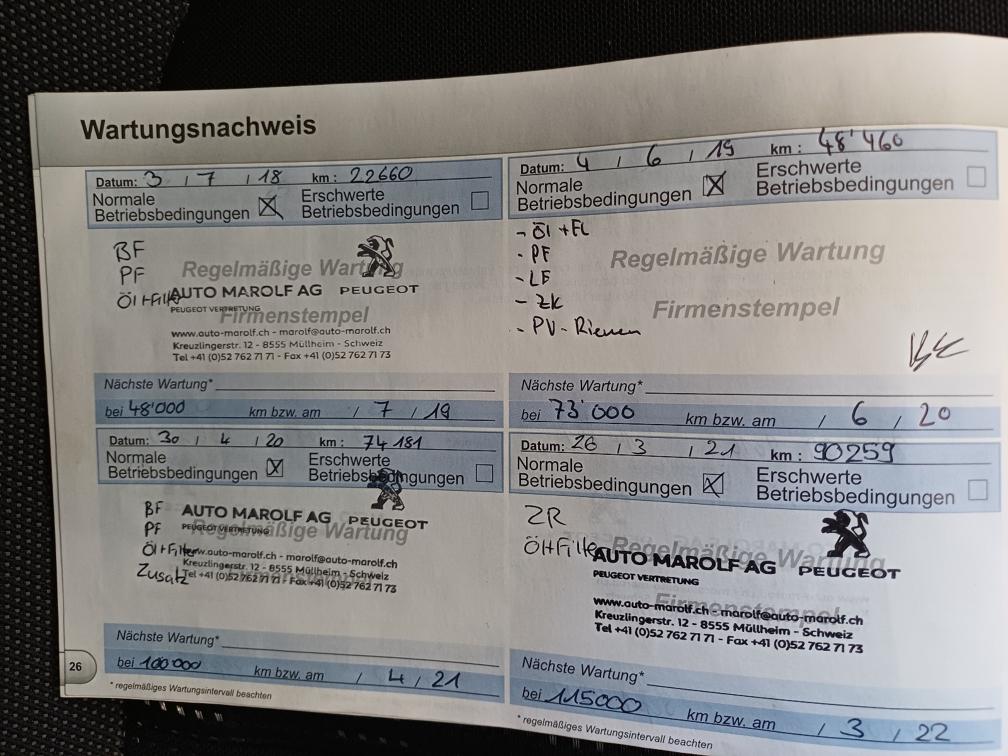 Wartungsnachweis
Datum: 3 / 7 / 18 km: 22660
Normale Betriebsbedingungen ☒ Erschwerte Betriebsbedingungen ☐
BF
PF
Öl+Filter
Regelmäßige Wartung
Firmenstempel
AUTO MAROLF AG PEUGEOT
PEUGEOT VERTRETUNG
www.auto-marolf.ch - marolf@auto-marolf.ch
Kreuzlingerstr. 12 - 8555 Müllheim - Schweiz
Tel +41 (0)52 762 71 71 - Fax +41 (0)52 762 71 73
Nächste Wartung*
bei 48'000 km bzw. am / 7 / 19
Datum: 4 / 6 / 19 km: 48'460
Normale Betriebsbedingungen ☒ Erschwerte Betriebsbedingungen ☐
- Öl + FL
- PF
- LF
- ZK
- PV-Riemen
Regelmäßige Wartung
Firmenstempel
Nächste Wartung*
bei 73'000 km bzw. am / 6 / 20
Datum: 30 / 4 / 20 km: 74181
Normale Betriebsbedingungen ☒ Erschwerte Betriebsbedingungen ☐
BF
PF
Öl+Filter
Zusatz
Regelmäßige Wartung
AUTO MAROLF AG PEUGEOT
PEUGEOT VERTRETUNG
www.auto-marolf.ch - marolf@auto-marolf.ch
Kreuzlingerstr. 12 - 8555 Müllheim - Schweiz
Tel +41 (0)52 762 71 71 - Fax +41 (0)52 762 71 73
Nächste Wartung*
bei 100'000 km bzw. am / 4 / 21
* regelmäßiges Wartungsintervall beachten
Datum: 26 / 3 / 21 km: 90259
Normale Betriebsbedingungen ☒ Erschwerte Betriebsbedingungen ☐
ZR
Öl+Filter
Regelmäßige Wartung
Firmenstempel
AUTO MAROLF AG PEUGEOT
PEUGEOT VERTRETUNG
www.auto-marolf.ch - marolf@auto-marolf.ch
Kreuzlingerstr. 12 - 8555 Müllheim - Schweiz
Tel +41 (0)52 762 71 71 - Fax +41 (0)52 762 71 73
Nächste Wartung*
bei 115000 km bzw. am / 3 / 22
* regelmäßiges Wartungsintervall beachten
26